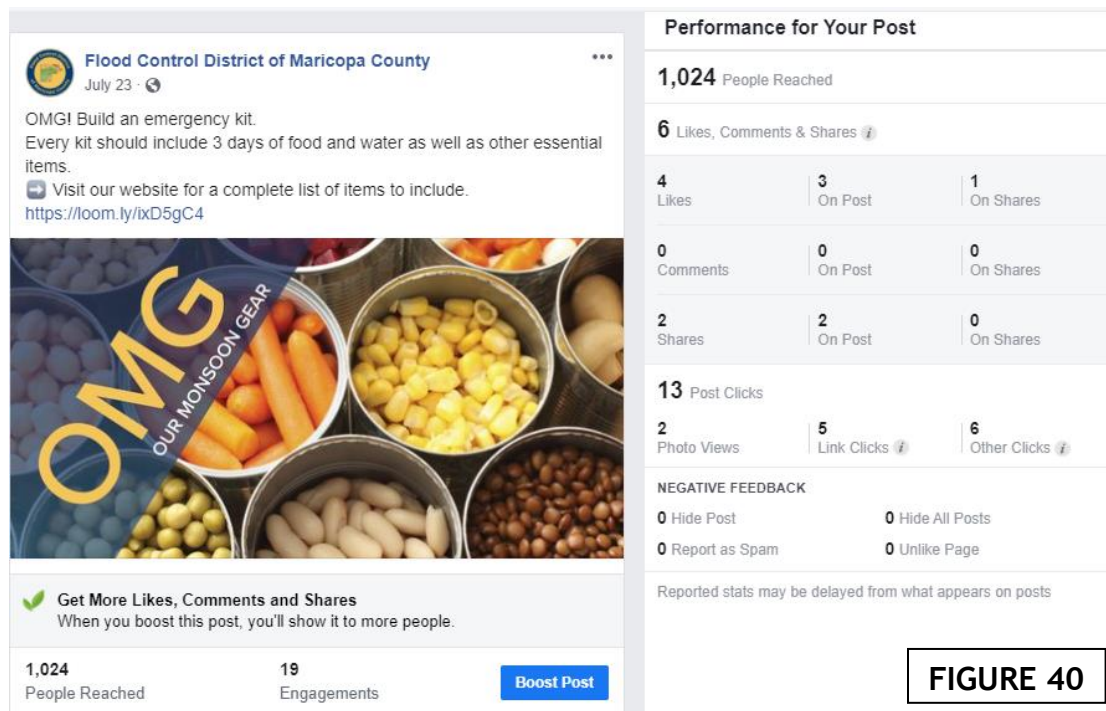 Flood Control District of Maricopa County
July 23 ·
OMG! Build an emergency kit.
Every kit should include 3 days of food and water as well as other essential
items.
➡ Visit our website for a complete list of items to include.
https://loom.ly/ixD5gC4
OMG
OUR MONSOON GEAR
Get More Likes, Comments and Shares
When you boost this post, you'll show it to more people.
1,024
People Reached
19
Engagements
Boost Post
Performance for Your Post
1,024 People Reached
6 Likes, Comments & Shares
4 Likes
3 On Post
1 On Shares
0 Comments
0 On Post
0 On Shares
2 Shares
2 On Post
0 On Shares
13 Post Clicks
2 Photo Views
5 Link Clicks
6 Other Clicks
NEGATIVE FEEDBACK
0 Hide Post
0 Hide All Posts
0 Report as Spam
0 Unlike Page
Reported stats may be delayed from what appears on posts
FIGURE 40